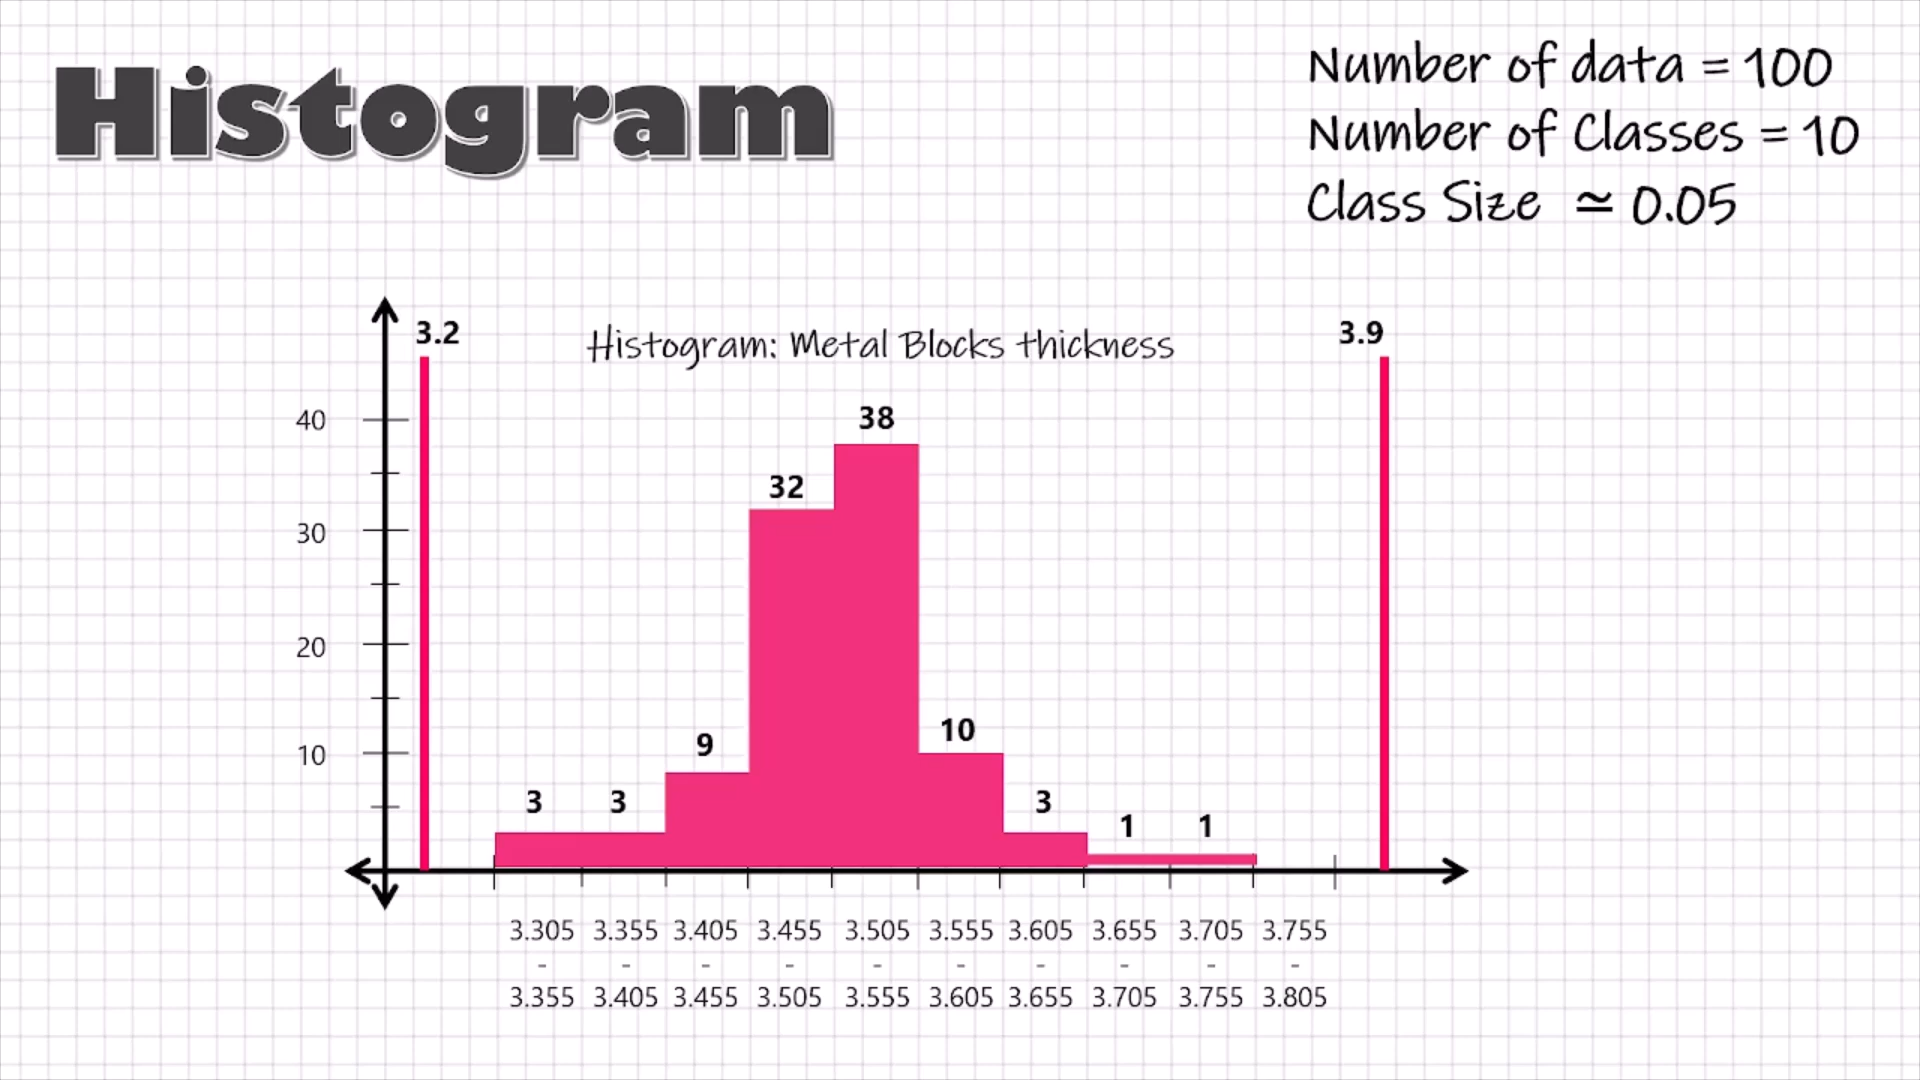 Histogram
Number of data = 100
Number of Classes = 10
Class Size ≃ 0.05
3.2
Histogram: Metal Blocks thickness
3.9
40
38
32
30
20
10
9
10
3
3
3
1
1
3.305 3.355 3.405 3.455 3.505 3.555 3.605 3.655 3.705 3.755
- - - - - - - - - -
3.355 3.405 3.455 3.505 3.555 3.605 3.655 3.705 3.755 3.805